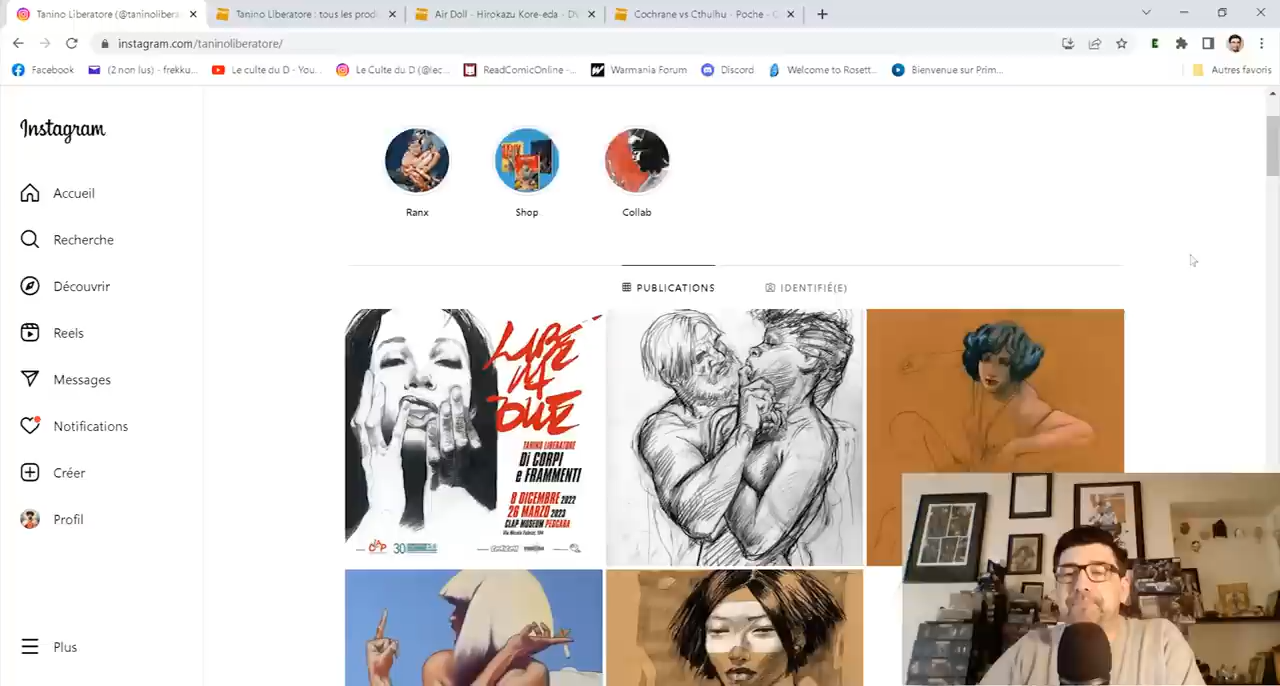 Tanino Liberatore (@taninolibera
Tanino Liberatore : tous les prod
Air Doll - Hirokazu Kore-eda - DV
Cochrane vs Cthulhu - Poche - C
instagram.com/taninoliberatore/
Facebook
(2 non lus) - frekku...
Le culte du D - You...
Le Culte du D (@lec...
ReadComicOnline -...
Warmania Forum
Discord
Welcome to Rosett...
Bienvenue sur Prim...
Autres favoris
Instagram
Accueil
Recherche
Découvrir
Reels
Messages
Notifications
Créer
Profil
Plus
Ranx
Shop
Collab
PUBLICATIONS
IDENTIFIÉ(E)
TANINO LIBERATORE
Di CORPI
e FRAMMENTI
8 DICEMBRE 2022
26 MARZO 2023
CLAP MUSEUM PESCARA